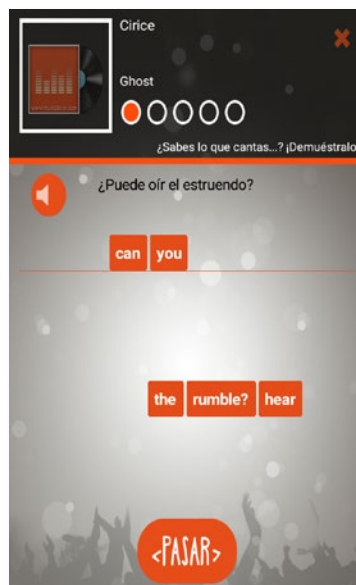 Cirice
Ghost
¿Sabes lo que cantas...? ¡Demuéstralo
¿Puede oír el estruendo?
can you
the rumble? hear
<PASAR>